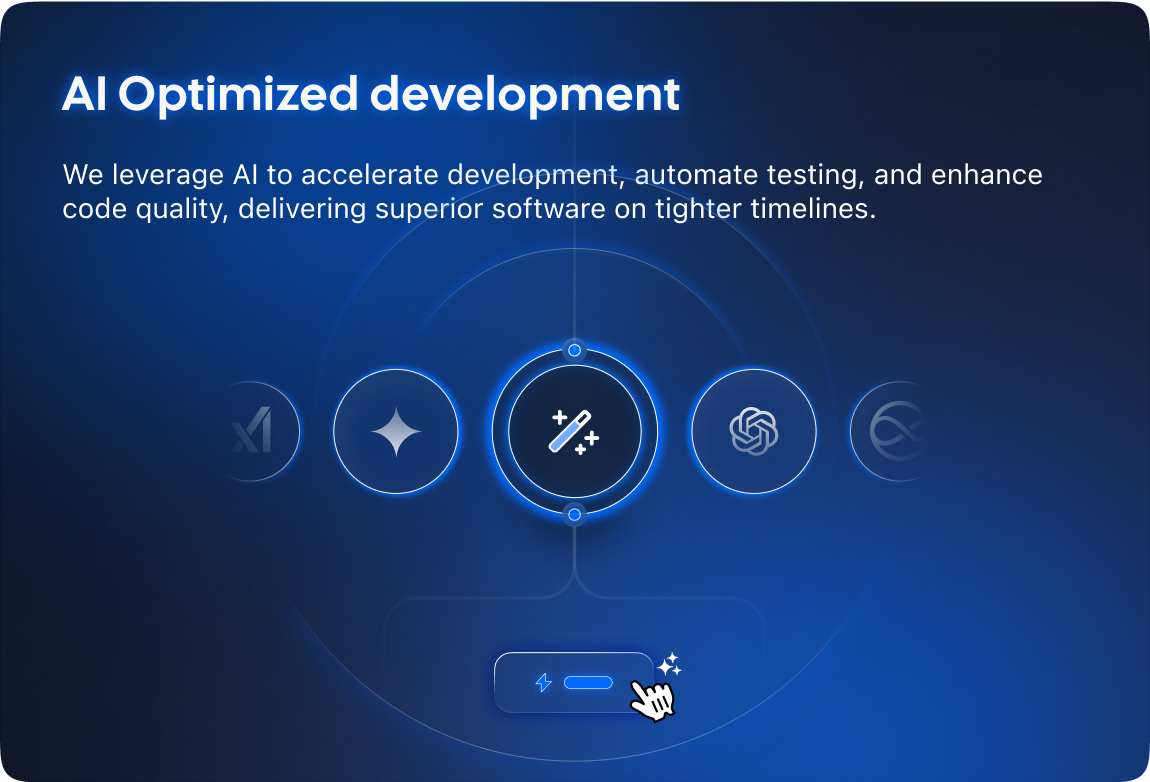 AI Optimized development
We leverage AI to accelerate development, automate testing, and enhance
code quality, delivering superior software on tighter timelines.